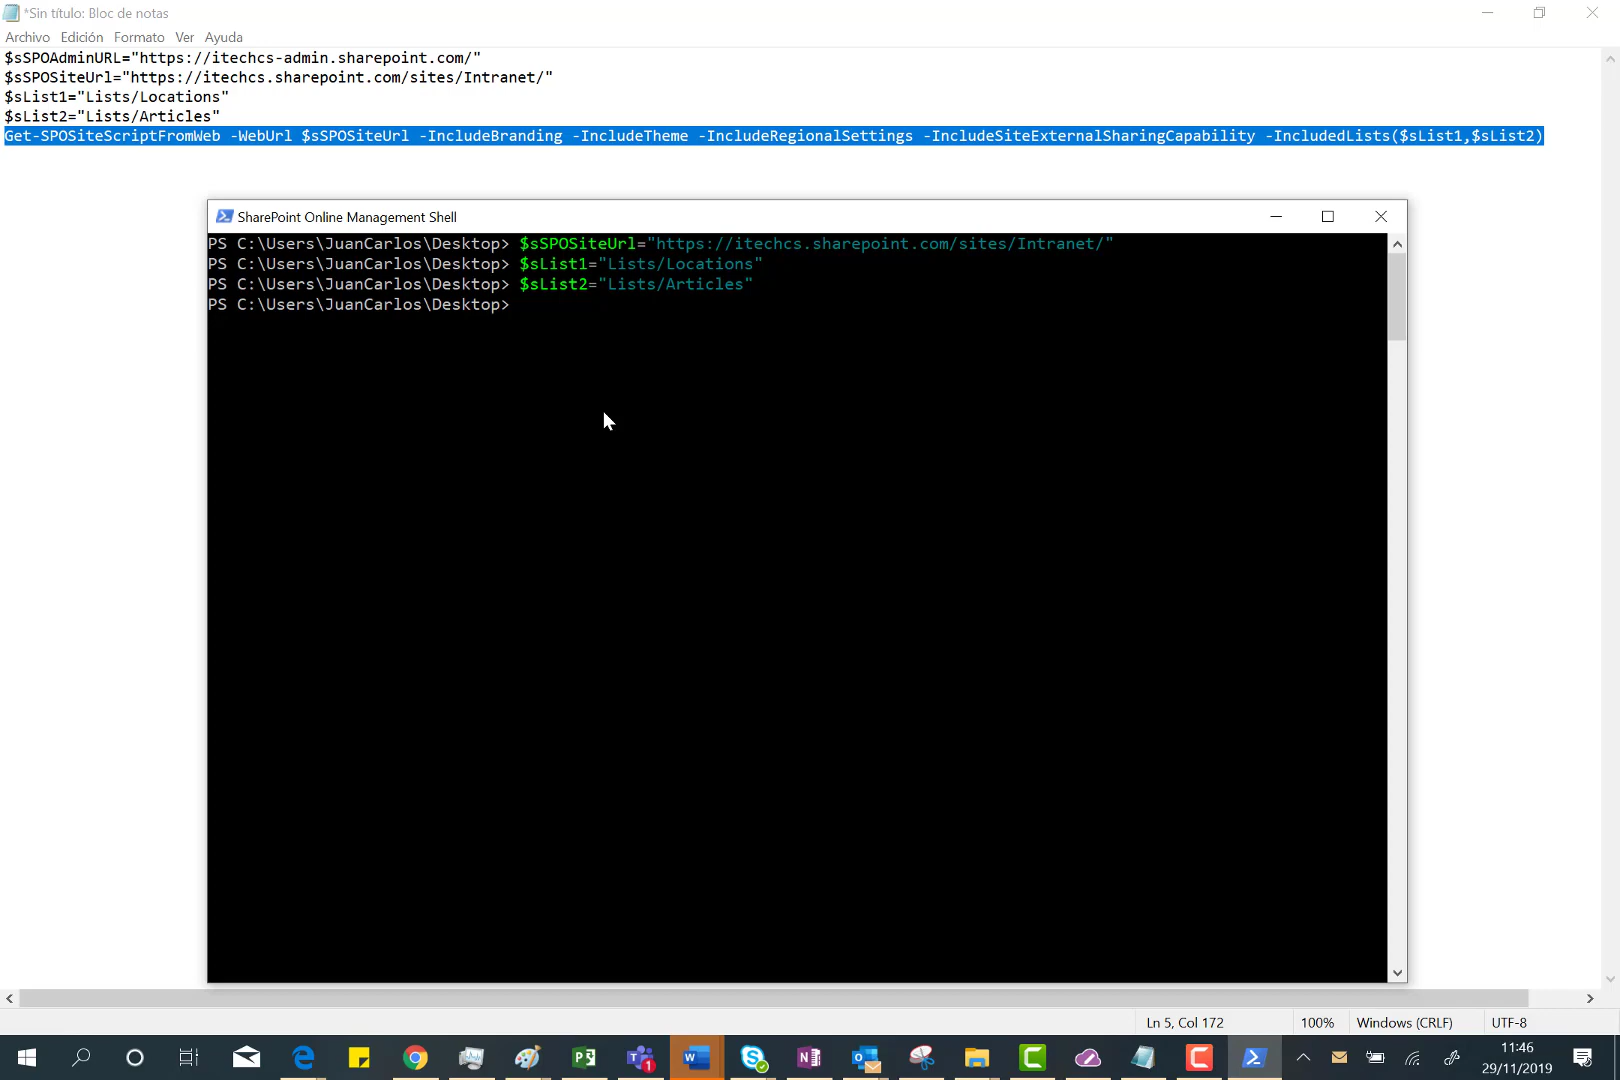 *Sin título: Bloc de notas
Archivo Edición Formato Ver Ayuda
$sSPOAdminURL="https://itechcs-admin.sharepoint.com/"
$sSPOSiteUrl="https://itechcs.sharepoint.com/sites/Intranet/"
$sList1="Lists/Locations"
$sList2="Lists/Articles"
Get-SPOSiteScriptFromWeb -WebUrl $sSPOSiteUrl -IncludeBranding -IncludeTheme -IncludeRegionalSettings -IncludeSiteExternalSharingCapability -IncludedLists($sList1,$sList2)
SharePoint Online Management Shell
PS C:\Users\JuanCarlos\Desktop> $sSPOSiteUrl="https://itechcs.sharepoint.com/sites/Intranet/"
PS C:\Users\JuanCarlos\Desktop> $sList1="Lists/Locations"
PS C:\Users\JuanCarlos\Desktop> $sList2="Lists/Articles"
PS C:\Users\JuanCarlos\Desktop>
Ln 5, Col 172 100% Windows (CRLF) UTF-8
11:46
29/11/2019